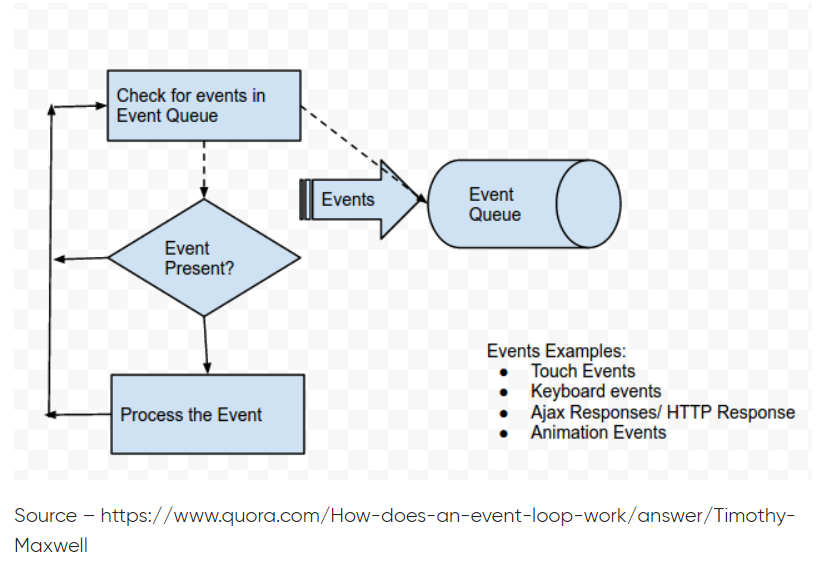 Check for events in
Event Queue
Events
Event
Queue
Event
Present?
Process the Event
Events Examples:
● Touch Events
● Keyboard events
● Ajax Responses/ HTTP Response
● Animation Events
Source – https://www.quora.com/How-does-an-event-loop-work/answer/Timothy-
Maxwell